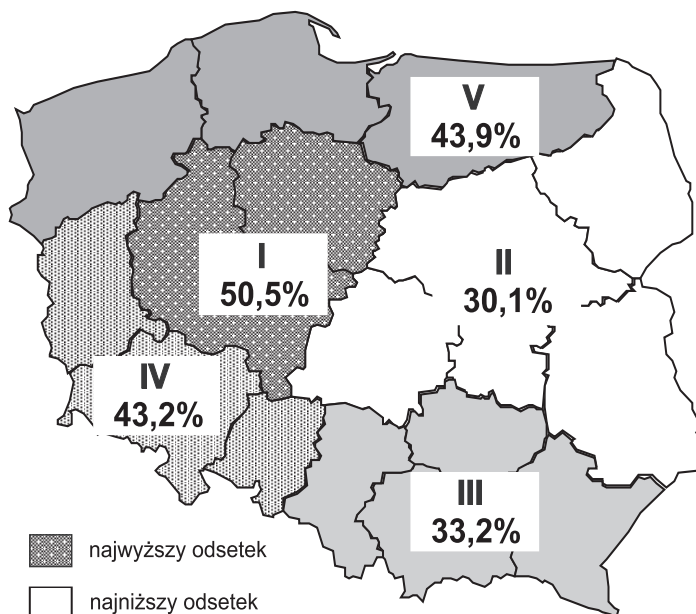 V
43,9%
I
50,5%
II
30,1%
IV
43,2%
III
33,2%
najwyższy odsetek
najniższy odsetek